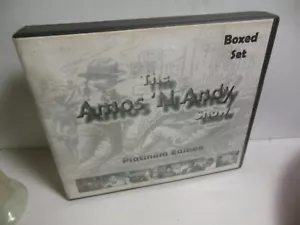 Boxed
Set
The
Amos 'N Andy
Show
Platinum Edition